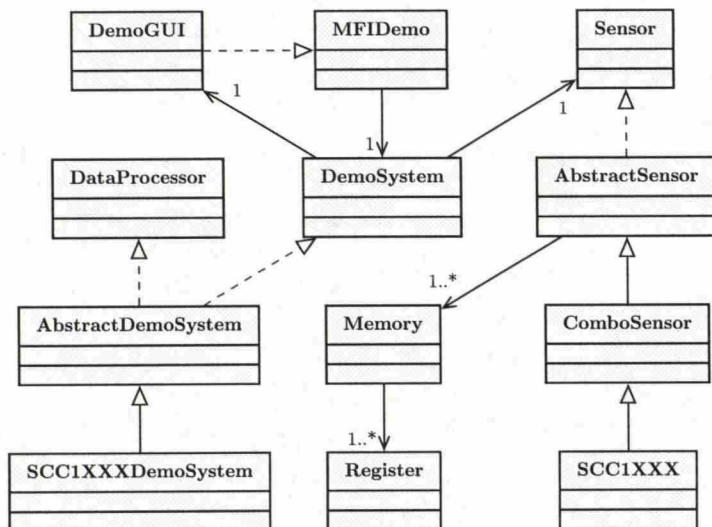 DemoGUI
MFIDemo
Sensor
1
1
1
DataProcessor
DemoSystem
AbstractSensor
1..*
AbstractDemoSystem
Memory
ComboSensor
1..*
SCC1XXXDemoSystem
Register
SCC1XXX